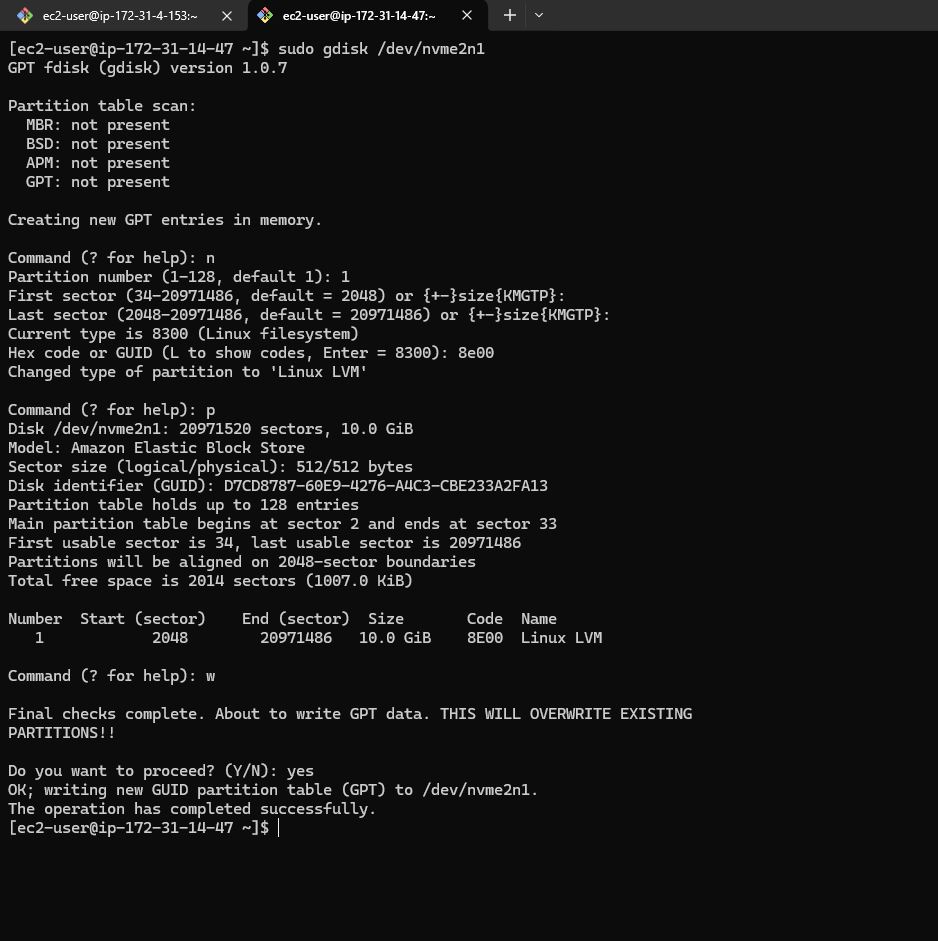 ec2-user@ip-172-31-4-153:~
ec2-user@ip-172-31-14-47:~
[ec2-user@ip-172-31-14-47 ~]$ sudo gdisk /dev/nvme2n1
GPT fdisk (gdisk) version 1.0.7
Partition table scan:
  MBR: not present
  BSD: not present
  APM: not present
  GPT: not present
Creating new GPT entries in memory.
Command (? for help): n
Partition number (1-128, default 1): 1
First sector (34-20971486, default = 2048) or {+-}size{KMGTP}:
Last sector (2048-20971486, default = 20971486) or {+-}size{KMGTP}:
Current type is 8300 (Linux filesystem)
Hex code or GUID (L to show codes, Enter = 8300): 8e00
Changed type of partition to 'Linux LVM'
Command (? for help): p
Disk /dev/nvme2n1: 20971520 sectors, 10.0 GiB
Model: Amazon Elastic Block Store
Sector size (logical/physical): 512/512 bytes
Disk identifier (GUID): D7CD8787-60E9-4276-A4C3-CBE233A2FA13
Partition table holds up to 128 entries
Main partition table begins at sector 2 and ends at sector 33
First usable sector is 34, last usable sector is 20971486
Partitions will be aligned on 2048-sector boundaries
Total free space is 2014 sectors (1007.0 KiB)
Number  Start (sector)    End (sector)  Size       Code  Name
   1            2048        20971486   10.0 GiB    8E00  Linux LVM
Command (? for help): w
Final checks complete. About to write GPT data. THIS WILL OVERWRITE EXISTING
PARTITIONS!!
Do you want to proceed? (Y/N): yes
OK; writing new GUID partition table (GPT) to /dev/nvme2n1.
The operation has completed successfully.
[ec2-user@ip-172-31-14-47 ~]$